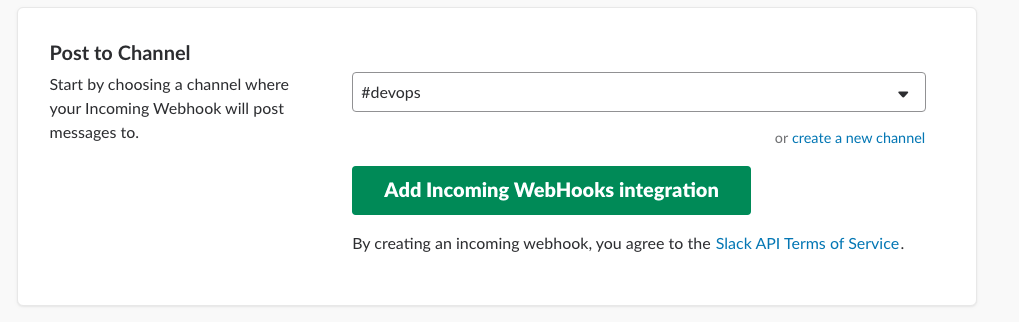 Post to Channel
Start by choosing a channel where
your Incoming Webhook will post
messages to.
#devops
or create a new channel
Add Incoming WebHooks integration
By creating an incoming webhook, you agree to the Slack API Terms of Service.